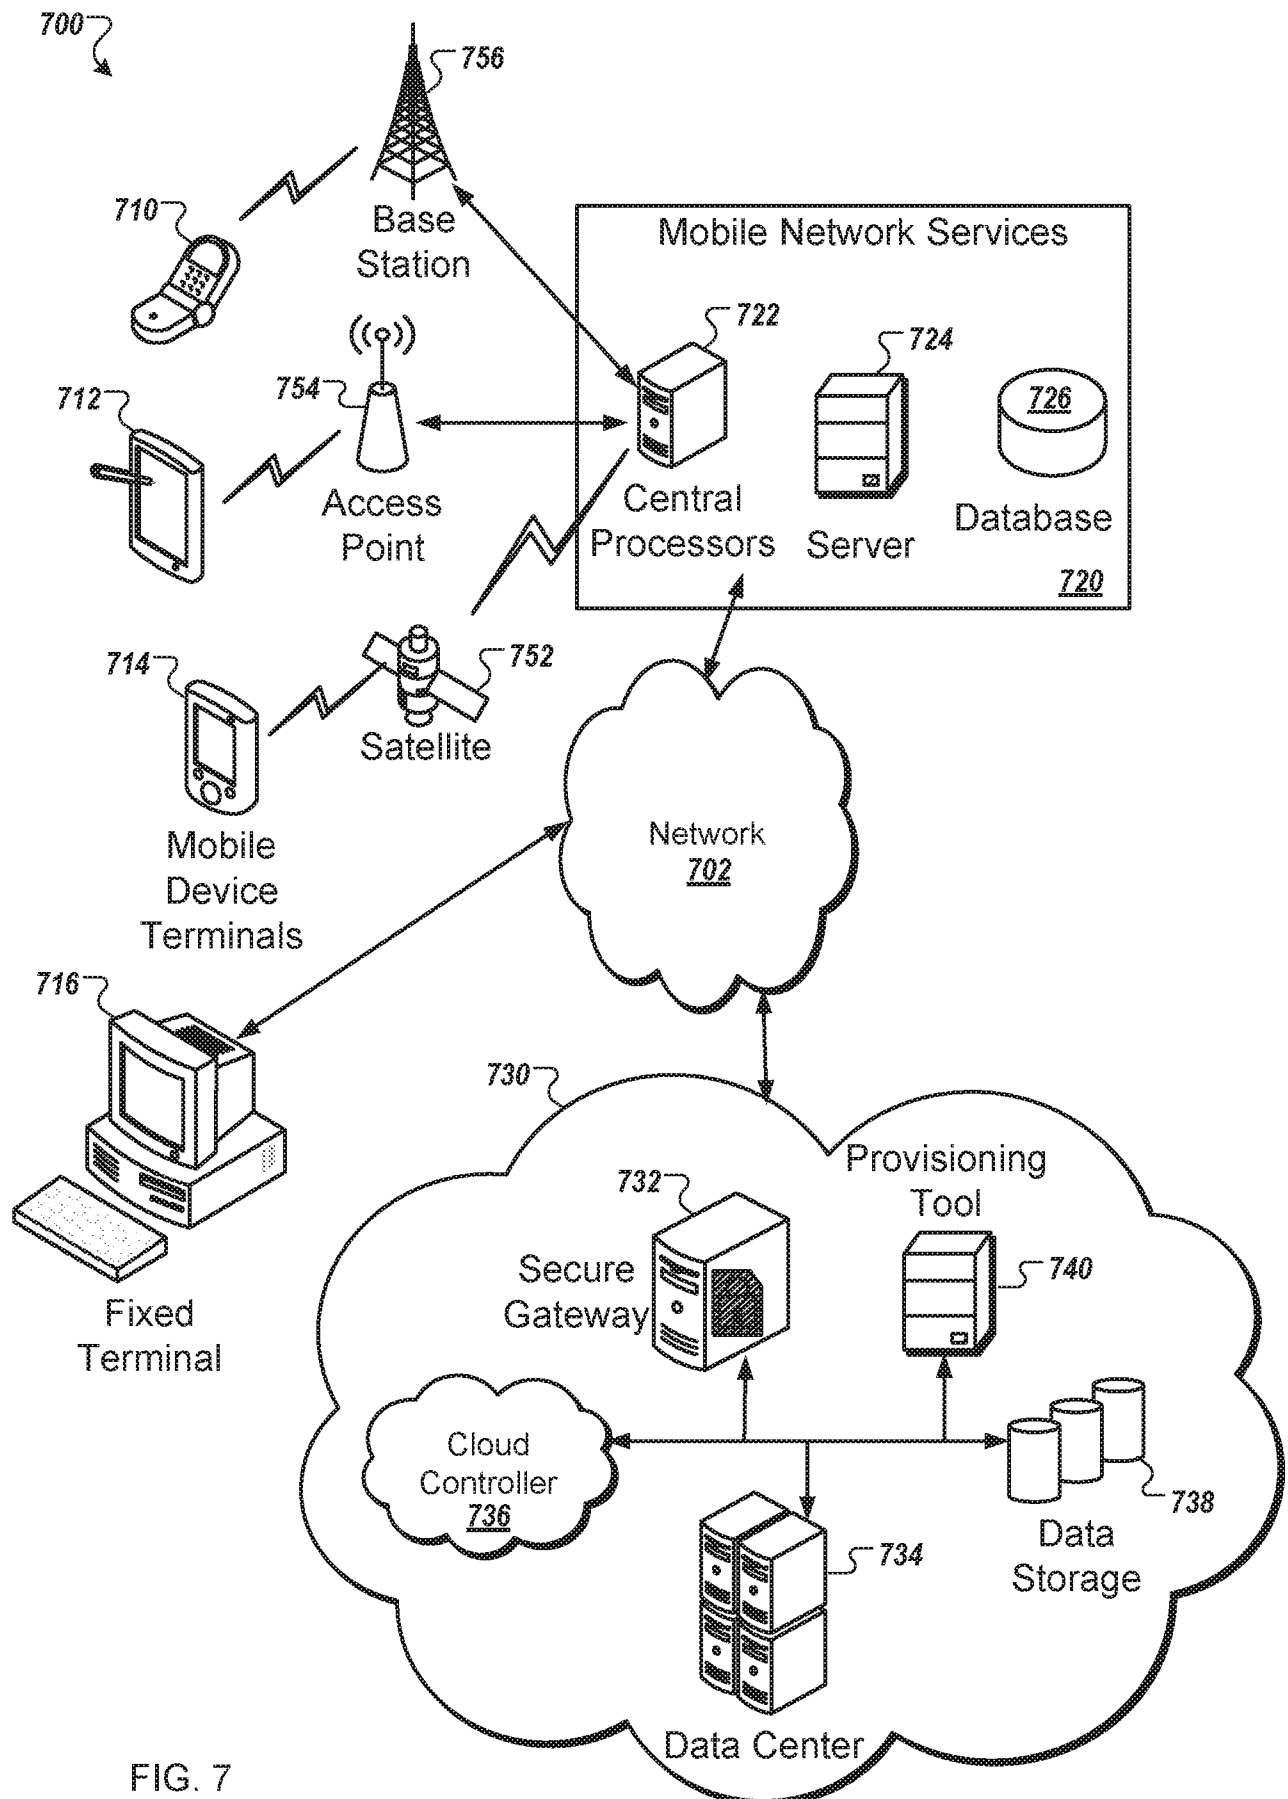 700
756
Base
Station
710
Mobile Network Services
722
724
726
Database
Server
Central
Processors
720
754
Access
Point
712
714
752
Satellite
Mobile
Device
Terminals
Network
702
716
Fixed
Terminal
730
732
Secure
Gateway
Provisioning
Tool
740
Cloud
Controller
736
738
Data
Storage
734
Data Center
FIG. 7